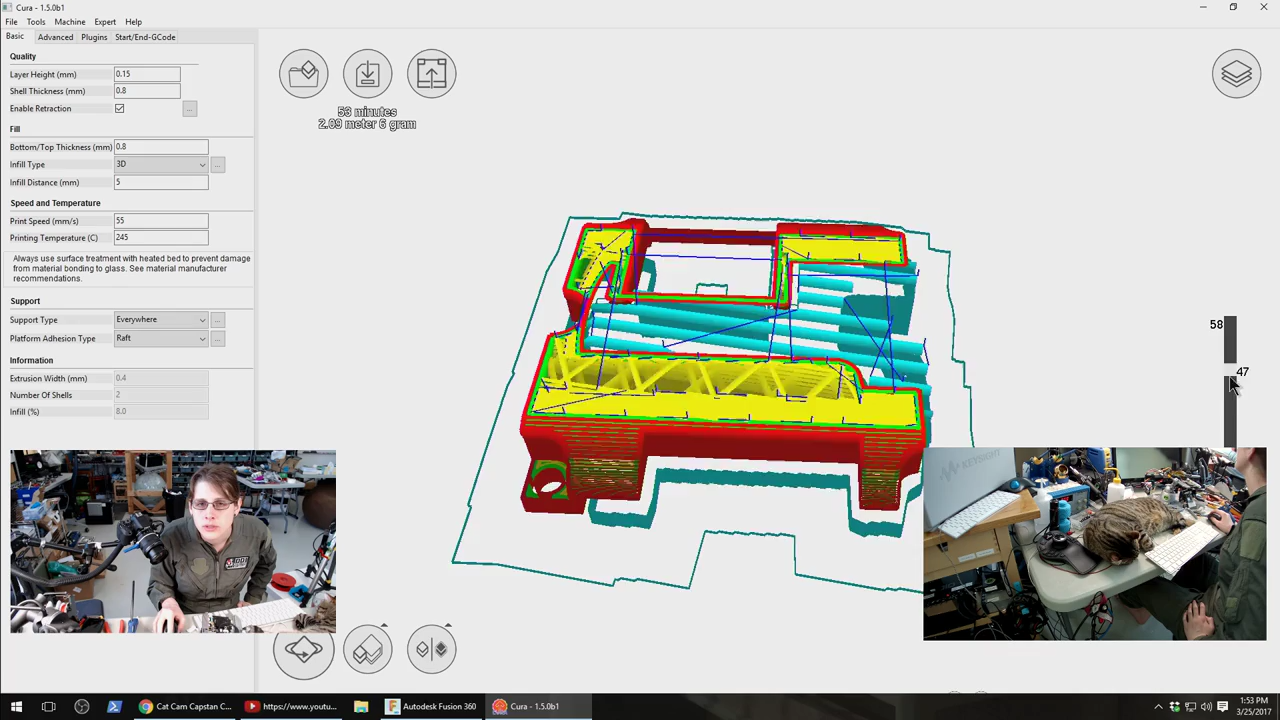 Cura - 1.5.0b1
File Tools Machine Expert Help
Basic Advanced Plugins Start/End-GCode
Quality
Layer Height (mm) 0.15
Shell Thickness (mm) 0.8
Enable Retraction ...
Fill
Bottom/Top Thickness (mm) 0.8
Infill Type 3D ...
Infill Distance (mm) 5
Speed and Temperature
Print Speed (mm/s) 55
Printing Temperature (C) 245
Always use surface treatment with heated bed to prevent damage
from material bonding to glass. See material manufacturer
recommendations.
Support
Support Type Everywhere ...
Platform Adhesion Type Raft ...
Information
Extrusion Width (mm) 0.4
Number Of Shells 2
Infill (%) 8.0
53 minutes
2.09 meter 6 gram
58
47
KEYSIGHT
Cat Cam Capstan C...
https://www.youtu...
Autodesk Fusion 360
Cura - 1.5.0b1
1:53 PM
3/25/2017